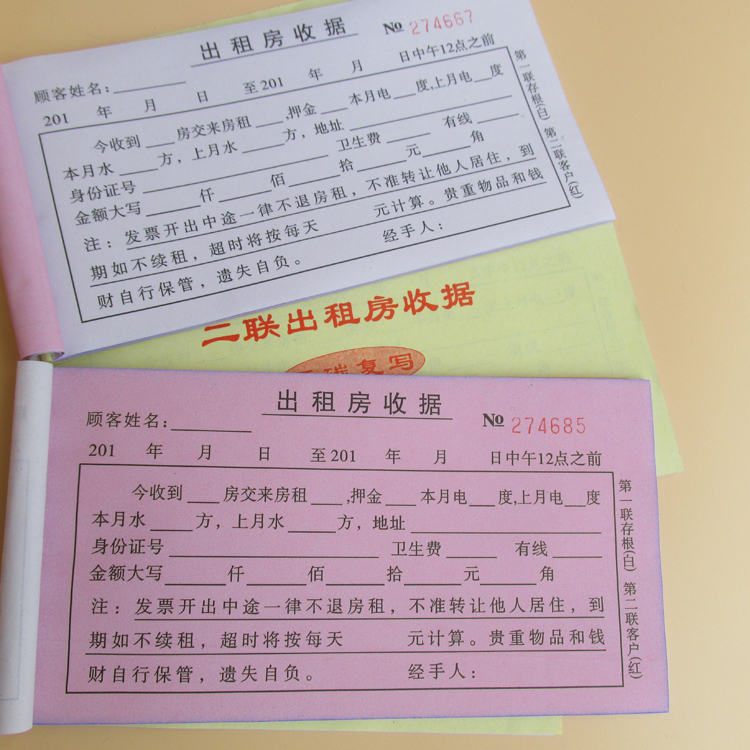 出租房收据
№ 274667
顾客姓名：
201 年 月 日 至201 年 月 日中午12点之前
今收到 房交来房租 ,押金 本月电 度,上月电 度
本月水 方，上月水 方，地址
身份证号 卫生费 有线
金额大写 仟 佰 拾 元 角
注：发票开出中途一律不退房租，不准转让他人居住，到
期如不续租，超时将按每天 元计算。贵重物品和钱
财自行保管，遗失自负。 经手人：
第一联存根(白) 第二联客户(红)
二联出租房收据
碳复写
出租房收据
№ 274685
顾客姓名：
201 年 月 日 至201 年 月 日中午12点之前
今收到 房交来房租 ,押金 本月电 度,上月电 度
本月水 方，上月水 方，地址
身份证号 卫生费 有线
金额大写 仟 佰 拾 元 角
注：发票开出中途一律不退房租，不准转让他人居住，到
期如不续租，超时将按每天 元计算。贵重物品和钱
财自行保管，遗失自负。 经手人：
第一联存根(白) 第二联客户(红)